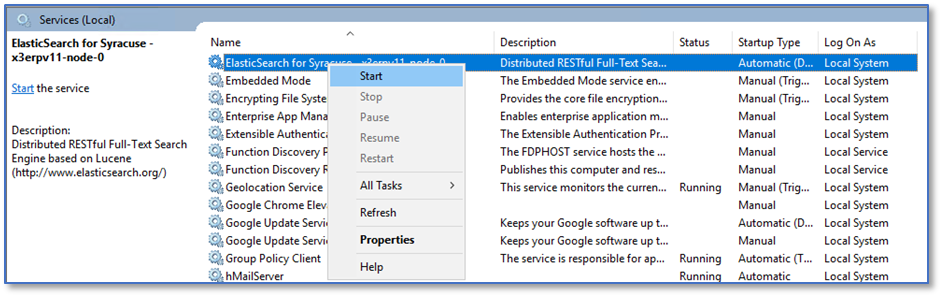 Services (Local)
ElasticSearch for Syracuse -
x3erpv11-node-0
Start the service
Description:
Distributed RESTful Full-Text Search
Engine based on Lucene
(http://www.elasticsearch.org/)
Name Description Status Startup Type Log On As
ElasticSearch for Syracuse - x3erpv11-node-0 Distributed RESTful Full-Text Sea... Automatic (D... Local System
Embedded Mode The Embedded Mode service en... Manual (Trig... Local System
Encrypting File Syste Provides the core file encryption... Manual (Trig... Local System
Enterprise App Mana Enables enterprise application m... Manual Local System
Extensible Authentica The Extensible Authentication Pr... Manual Local System
Function Discovery P The FDPHOST service hosts the ... Manual Local Service
Function Discovery R Publishes this computer and res... Manual Local Service
Geolocation Service This service monitors the curren... Running Manual (Trig... Local System
Google Chrome Elev Manual Local System
Google Update Servic Keeps your Google software up t... Automatic (D... Local System
Google Update Servic Keeps your Google software up t... Manual Local System
Group Policy Client The service is responsible for ap... Running Automatic (T... Local System
hMailServer Running Automatic Local System
Start
Stop
Pause
Resume
Restart
All Tasks
Refresh
Properties
Help